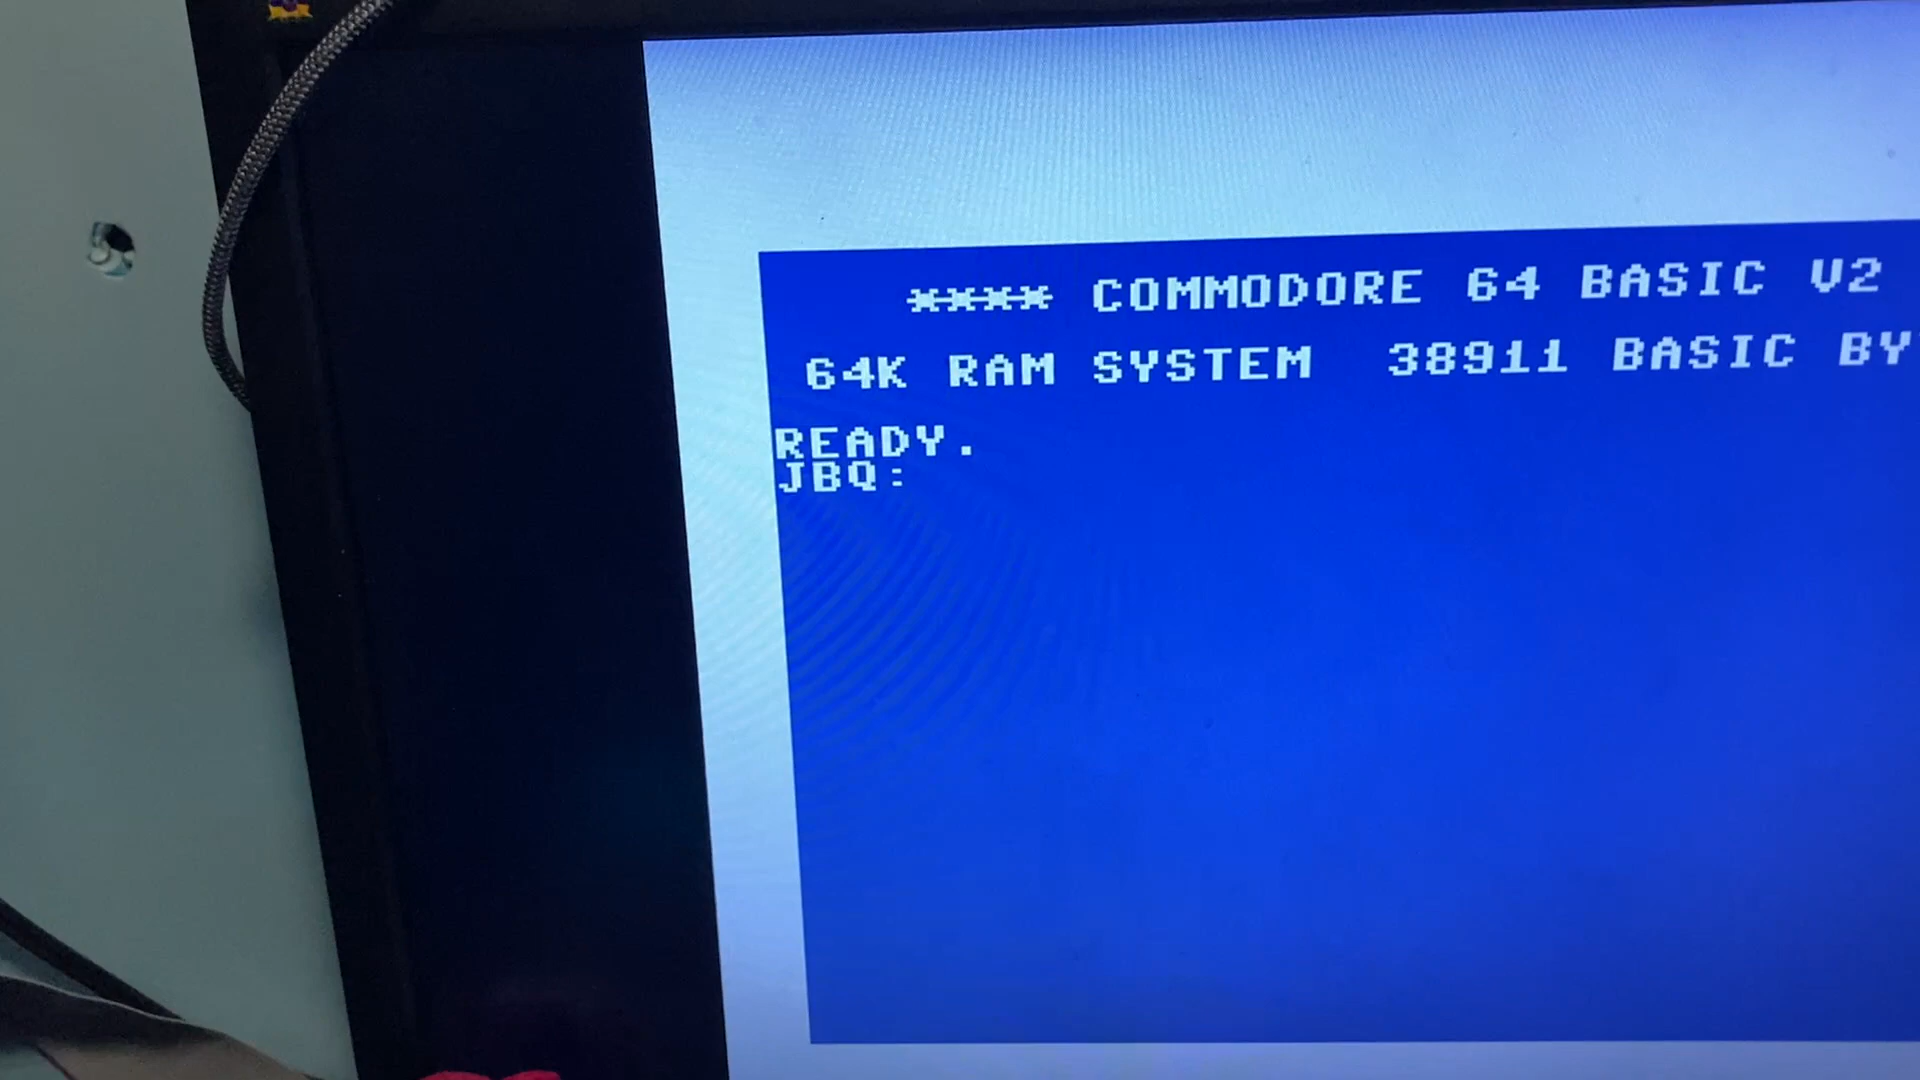 **** COMMODORE 64 BASIC V2
64K RAM SYSTEM  38911 BASIC BY
READY.
JBQ: